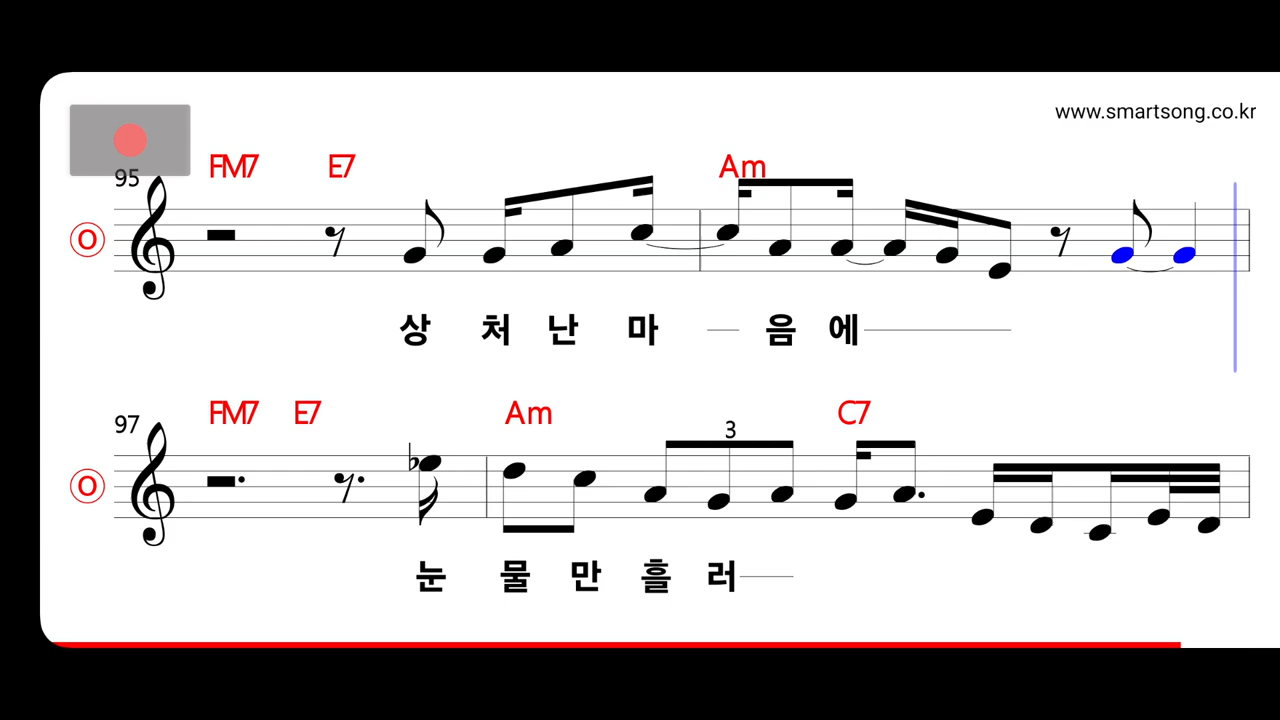 www.smartsong.co.kr
FM7 E7 Am
95
O
상 처 난 마 음 에
FM7 E7 Am C7
97
3
O
눈 물 만 흘 러